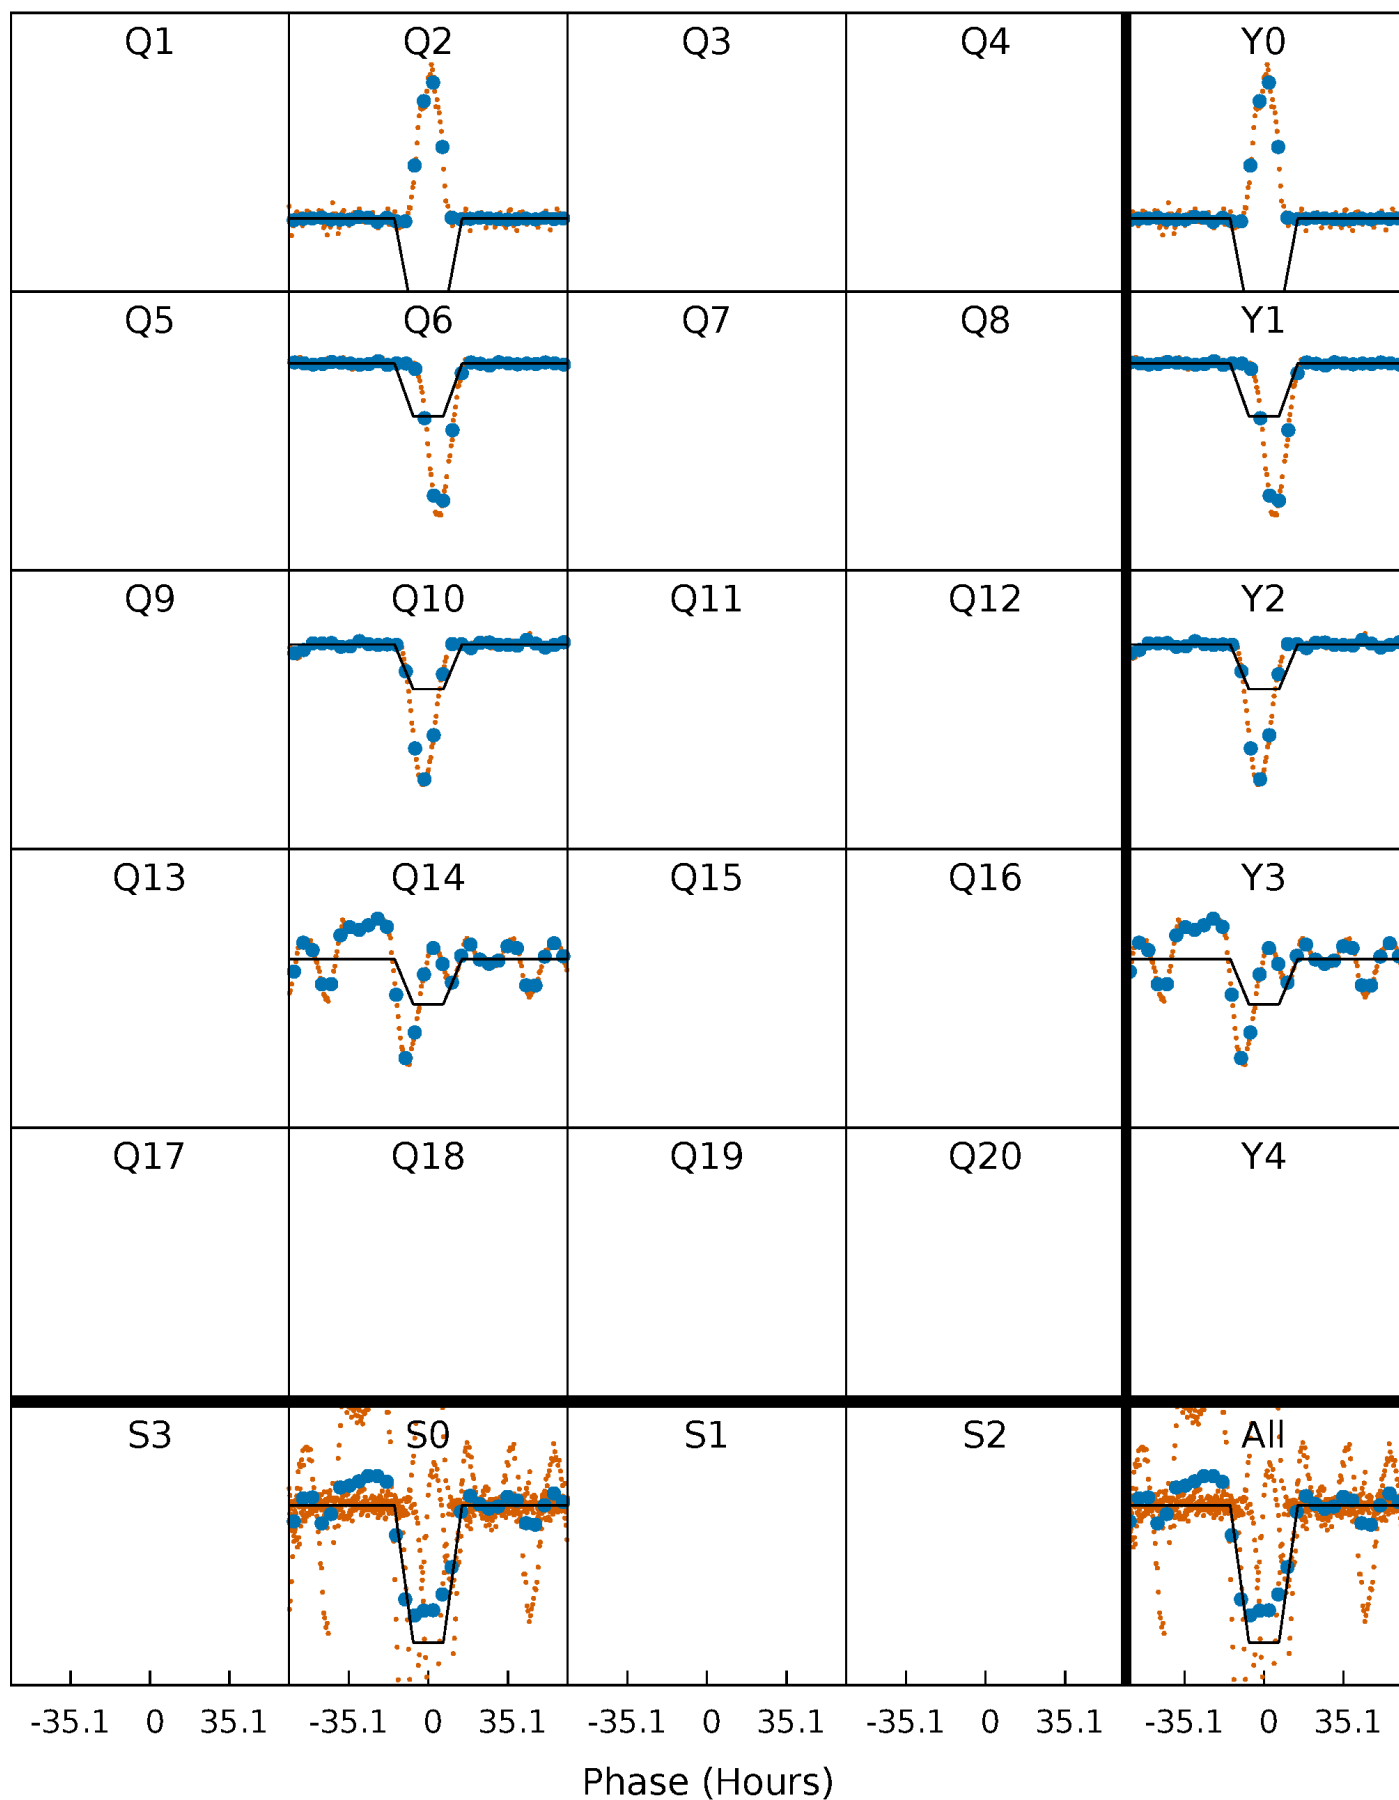 Q1 Q2 Q3 Q4 Y0
Q5 Q6 Q7 Q8 Y1
Q9 Q10 Q11 Q12 Y2
Q13 Q14 Q15 Q16 Y3
Q17 Q18 Q19 Q20 Y4
S3 S0 S1 S2 All
-35.1 0 35.1 -35.1 0 35.1 -35.1 0 35.1 -35.1 0 35.1 -35.1 0 35.1
Phase (Hours)